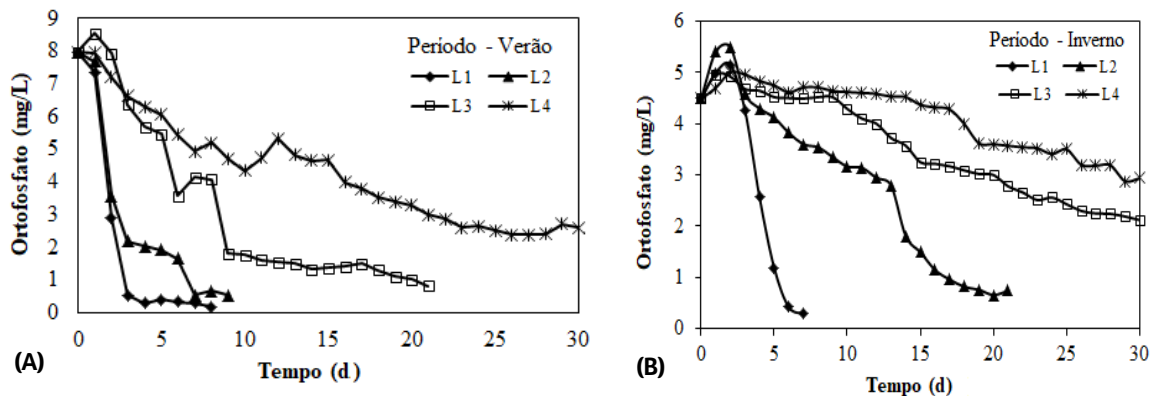 Período - Verão
L1 L2
L3 L4
Ortofosfato (mg/L)
9
8
7
6
5
4
3
2
1
0
0 5 10 15 20 25 30
Tempo (d)
(A)
Período - Inverno
L1 L2
L3 L4
Ortofosfato (mg/L)
6
5
4
3
2
1
0
0 5 10 15 20 25 30
Tempo (d)
(B)